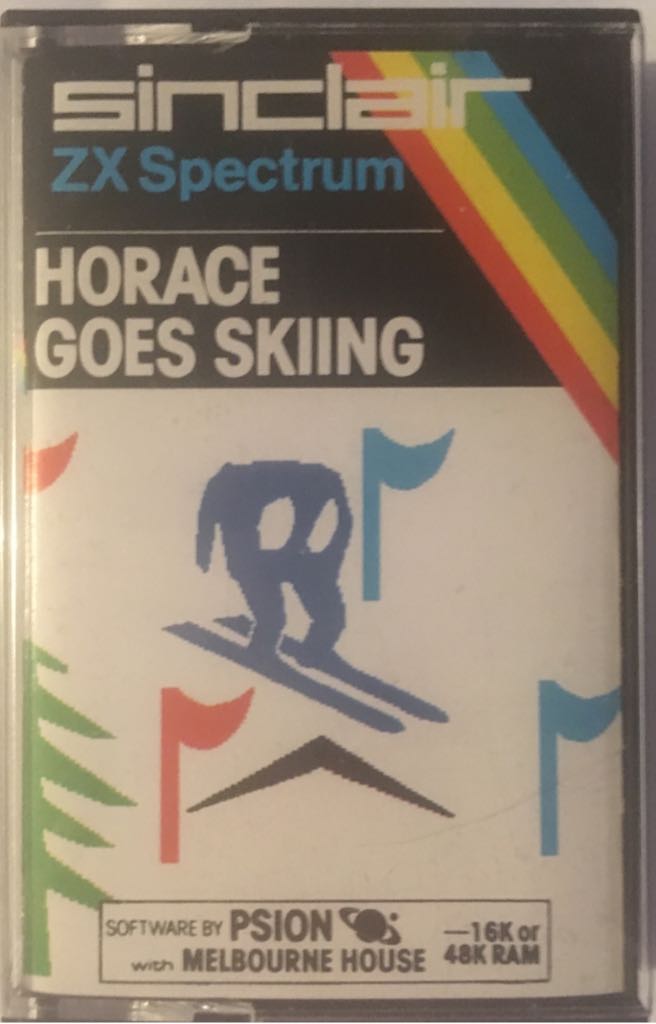 sinclair
ZX Spectrum
HORACE
GOES SKIING
SOFTWARE BY PSION
with MELBOURNE HOUSE
—16K or
48K RAM